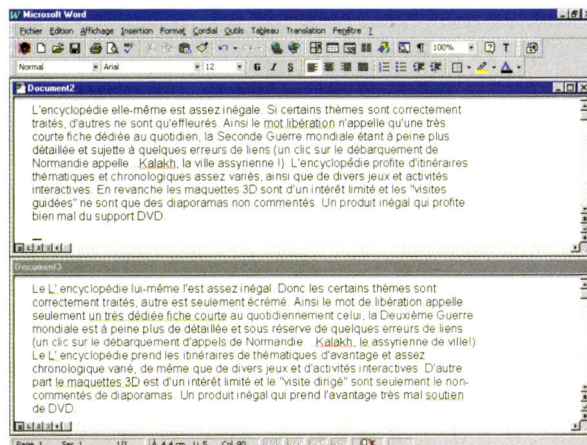 Microsoft Word
Fichier Edition Affichage Insertion Format Cordial Outils Tableau Translation Fenêtre ?
100%
Normal Arial 12 G I S
Document2
L'encyclopédie elle-même est assez inégale. Si certains thèmes sont correctement
traités, d'autres ne sont qu'effleurés. Ainsi le mot libération n'appelle qu'une très
courte fiche dédiée au quotidien, la Seconde Guerre mondiale étant à peine plus
détaillée et sujette à quelques erreurs de liens (un clic sur le débarquement de
Normandie appelle... Kalakh, la ville assyrienne !). L'encyclopédie profite d'itinéraires
thématiques et chronologiques assez variés, ainsi que de divers jeux et activités
interactives. En revanche les maquettes 3D sont d'un intérêt limité et les "visites
guidées" ne sont que des diaporamas non commentés. Un produit inégal qui profite
bien mal du support DVD.
Document3
Le L' encyclopédie lui-même l'est assez inégal. Donc les certains thèmes sont
correctement traités, autre est seulement écrémé. Ainsi le mot de libération appelle
seulement un très dédiée fiche courte au quotidiennement celui, la Deuxième Guerre
mondiale est à peine plus de détaillée et sous réserve de quelques erreurs de liens
(un clic sur le débarquement d'appels de Normandie... Kalakh, le assyrienne de ville!)
Le L' encyclopédie prend les itinéraires de thématiques d'avantage et assez
chronologique varié, de même que de divers jeux et d'activités interactives. D'autre
part le maquettes 3D est d'un intérêt limité et le "visite dirigé" sont seulement le non-
commentés de diaporamas. Un produit inégal qui prend l'avantage très mal soutien
de DVD.
Page 1 Sec 1 1/1 À 4,4 cm Li 5 Col 90